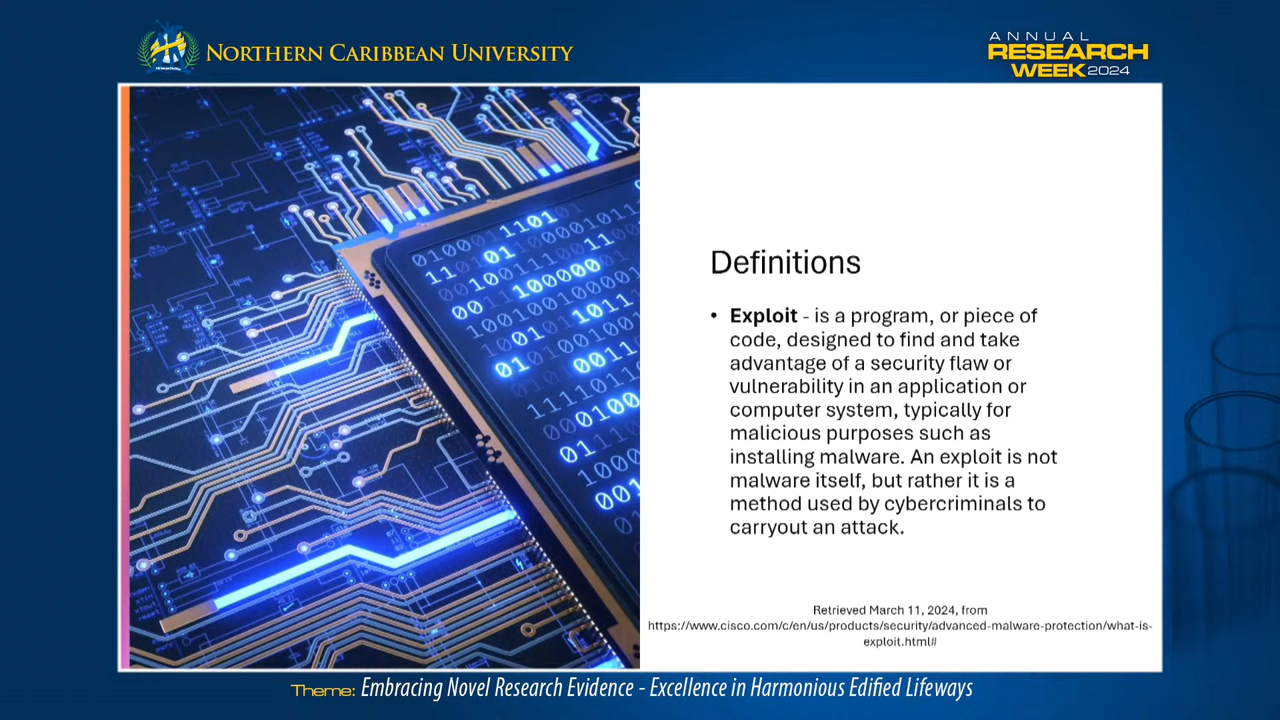 NORTHERN CARIBBEAN UNIVERSITY
ANNUAL
RESEARCH
WEEK 2024
Definitions
• Exploit - is a program, or piece of
code, designed to find and take
advantage of a security flaw or
vulnerability in an application or
computer system, typically for
malicious purposes such as
installing malware. An exploit is not
malware itself, but rather it is a
method used by cybercriminals to
carryout an attack.
Retrieved March 11, 2024, from
https://www.cisco.com/c/en/us/products/security/advanced-malware-protection/what-is-
exploit.html#
Theme: Embracing Novel Research Evidence - Excellence in Harmonious Edified Lifeways